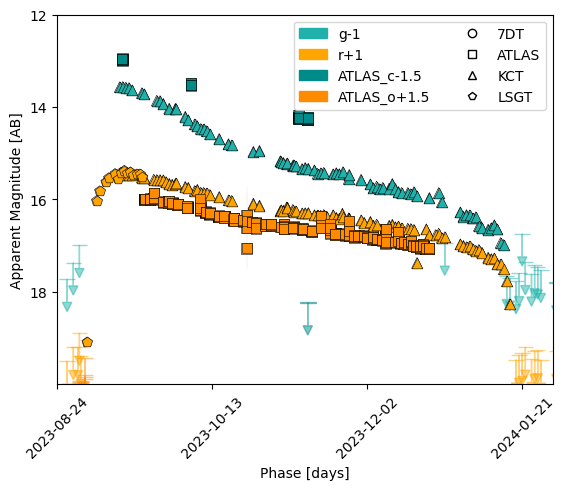 12
14
16
18
Apparent Magnitude [AB]
g-1
r+1
ATLAS_c-1.5
ATLAS_o+1.5
7DT
ATLAS
KCT
LSGT
2023-08-24
2023-10-13
2023-12-02
2024-01-21
Phase [days]